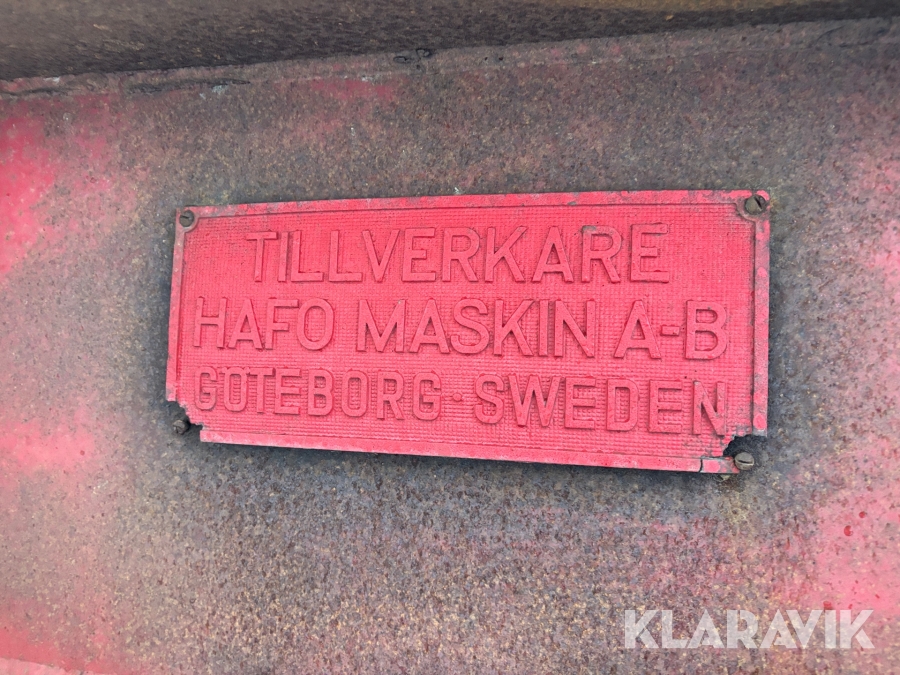 TILLVERKARE
HAFO MASKIN A-B
GÖTEBORG · SWEDEN
KLARAVIK